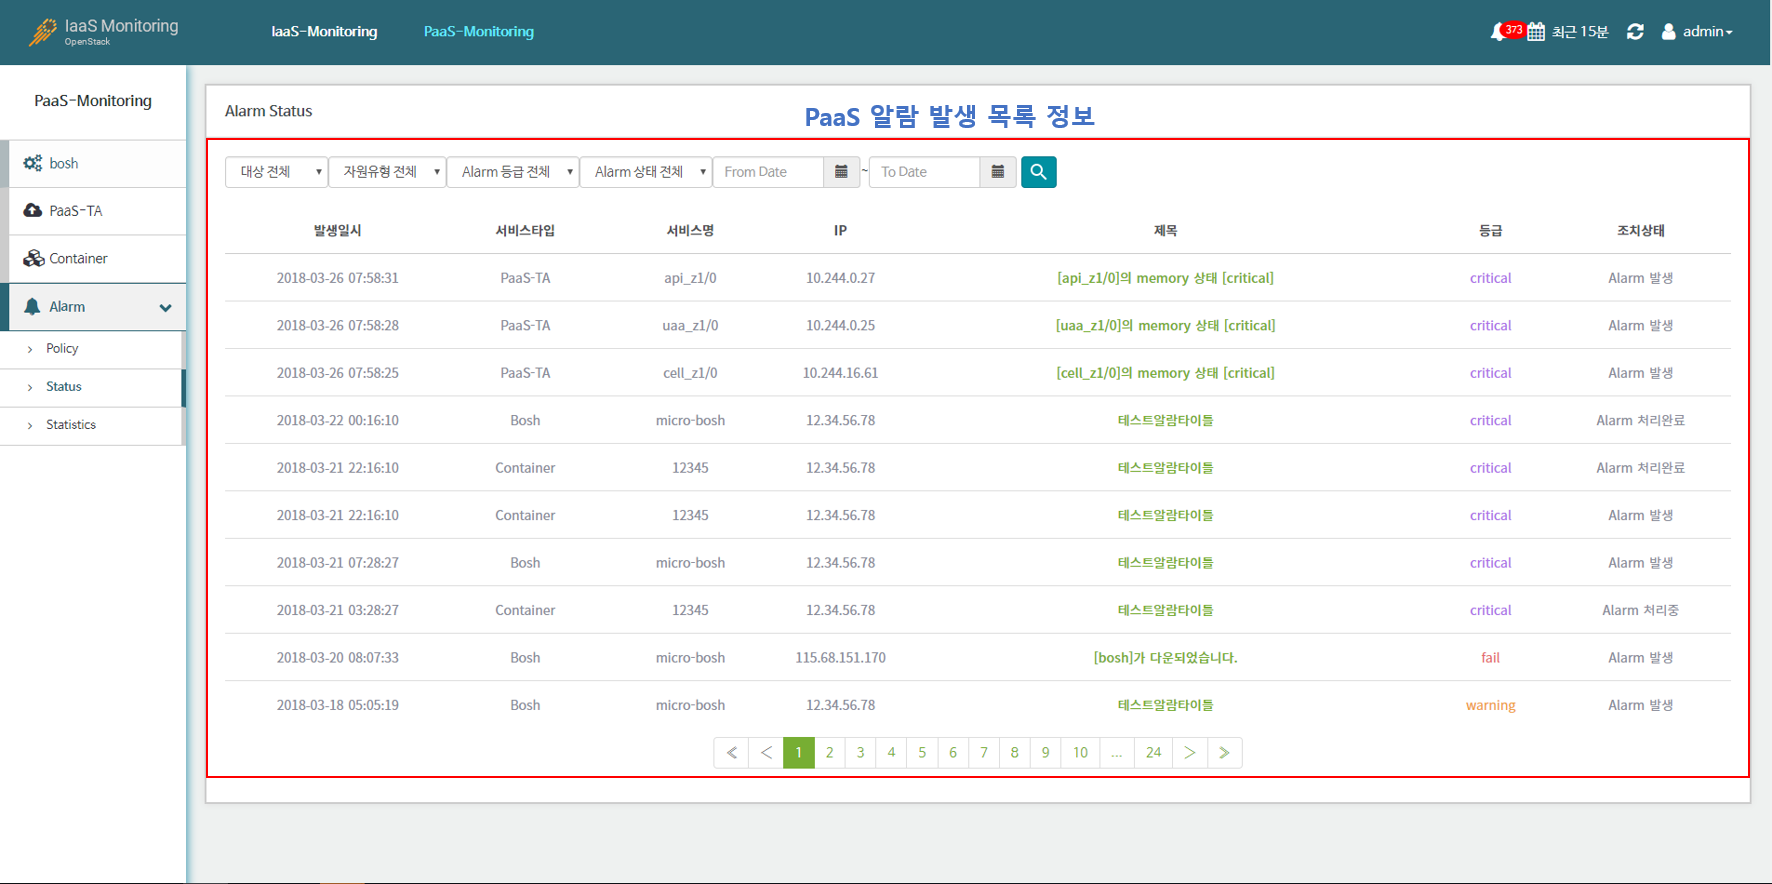 IaaS Monitoring
OpenStack
IaaS-Monitoring
PaaS-Monitoring
373
최근 15분
admin
PaaS-Monitoring
bosh
PaaS-TA
Container
Alarm
Policy
Status
Statistics
Alarm Status
PaaS 알람 발생 목록 정보
대상 전체 자원유형 전체 Alarm 등급 전체 Alarm 상태 전체 From Date ~ To Date
발생일시 서비스타입 서비스명 IP 제목 등급 조치상태
2018-03-26 07:58:31 PaaS-TA api_z1/0 10.244.0.27 [api_z1/0]의 memory 상태 [critical] critical Alarm 발생
2018-03-26 07:58:28 PaaS-TA uaa_z1/0 10.244.0.25 [uaa_z1/0]의 memory 상태 [critical] critical Alarm 발생
2018-03-26 07:58:25 PaaS-TA cell_z1/0 10.244.16.61 [cell_z1/0]의 memory 상태 [critical] critical Alarm 발생
2018-03-22 00:16:10 Bosh micro-bosh 12.34.56.78 테스트알람타이틀 critical Alarm 처리완료
2018-03-21 22:16:10 Container 12345 12.34.56.78 테스트알람타이틀 critical Alarm 처리완료
2018-03-21 22:16:10 Container 12345 12.34.56.78 테스트알람타이틀 critical Alarm 발생
2018-03-21 07:28:27 Bosh micro-bosh 12.34.56.78 테스트알람타이틀 critical Alarm 발생
2018-03-21 03:28:27 Container 12345 12.34.56.78 테스트알람타이틀 critical Alarm 처리중
2018-03-20 08:07:33 Bosh micro-bosh 115.68.151.170 [bosh]가 다운되었습니다. fail Alarm 발생
2018-03-18 05:05:19 Bosh micro-bosh 12.34.56.78 테스트알람타이틀 warning Alarm 발생
≪ < 1 2 3 4 5 6 7 8 9 10 ... 24 > ≫